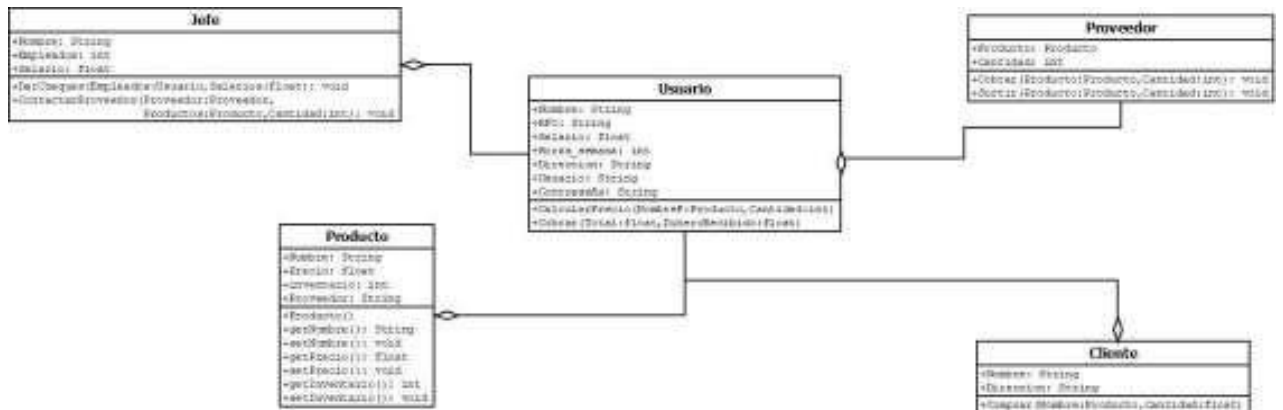 Jefe
+Nombre: String
+Empleados: int
+Salario: float
+DarCheque(Empleado:Usuario,Salarios:float): void
+ContactarProveedor(Proveedor:Proveedor,
Productos:Producto,Cantidad:int): void
Proveedor
+Producto: Producto
+Cantidad: int
+Cobrar(Producto:Producto,Cantidad:int): void
+Surtir(Producto:Producto,Cantidad:int): void
Usuario
+Nombre: String
+RFC: String
+Salario: float
+Horas_semana: int
+Direccion: String
+Usuario: String
+Contraseña: String
+CalcularPrecio(NombreP:Producto,Cantidad:int)
+Cobrar(Total:float,DineroRecibido:float)
Producto
+Nombre: String
+Precio: float
+inventario: int
+Proveedor: String
+Producto()
+getNombre(): String
+setNombre(): void
+getPrecio(): float
+setPrecio(): void
+getInventario(): int
+setInventario(): void
Cliente
+Nombre: String
+Direccion: String
+Comprar(Nombre:Producto,Cantidad:float)